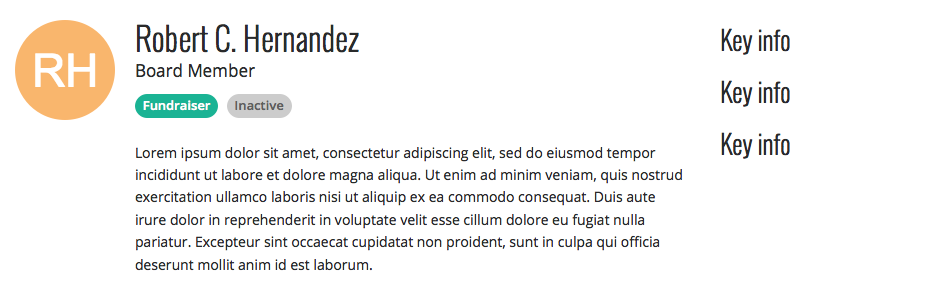 RH
Robert C. Hernandez
Board Member
Fundraiser Inactive
Lorem ipsum dolor sit amet, consectetur adipiscing elit, sed do eiusmod tempor
incididunt ut labore et dolore magna aliqua. Ut enim ad minim veniam, quis nostrud
exercitation ullamco laboris nisi ut aliquip ex ea commodo consequat. Duis aute
irure dolor in reprehenderit in voluptate velit esse cillum dolore eu fugiat nulla
pariatur. Excepteur sint occaecat cupidatat non proident, sunt in culpa qui officia
deserunt mollit anim id est laborum.
Key info
Key info
Key info